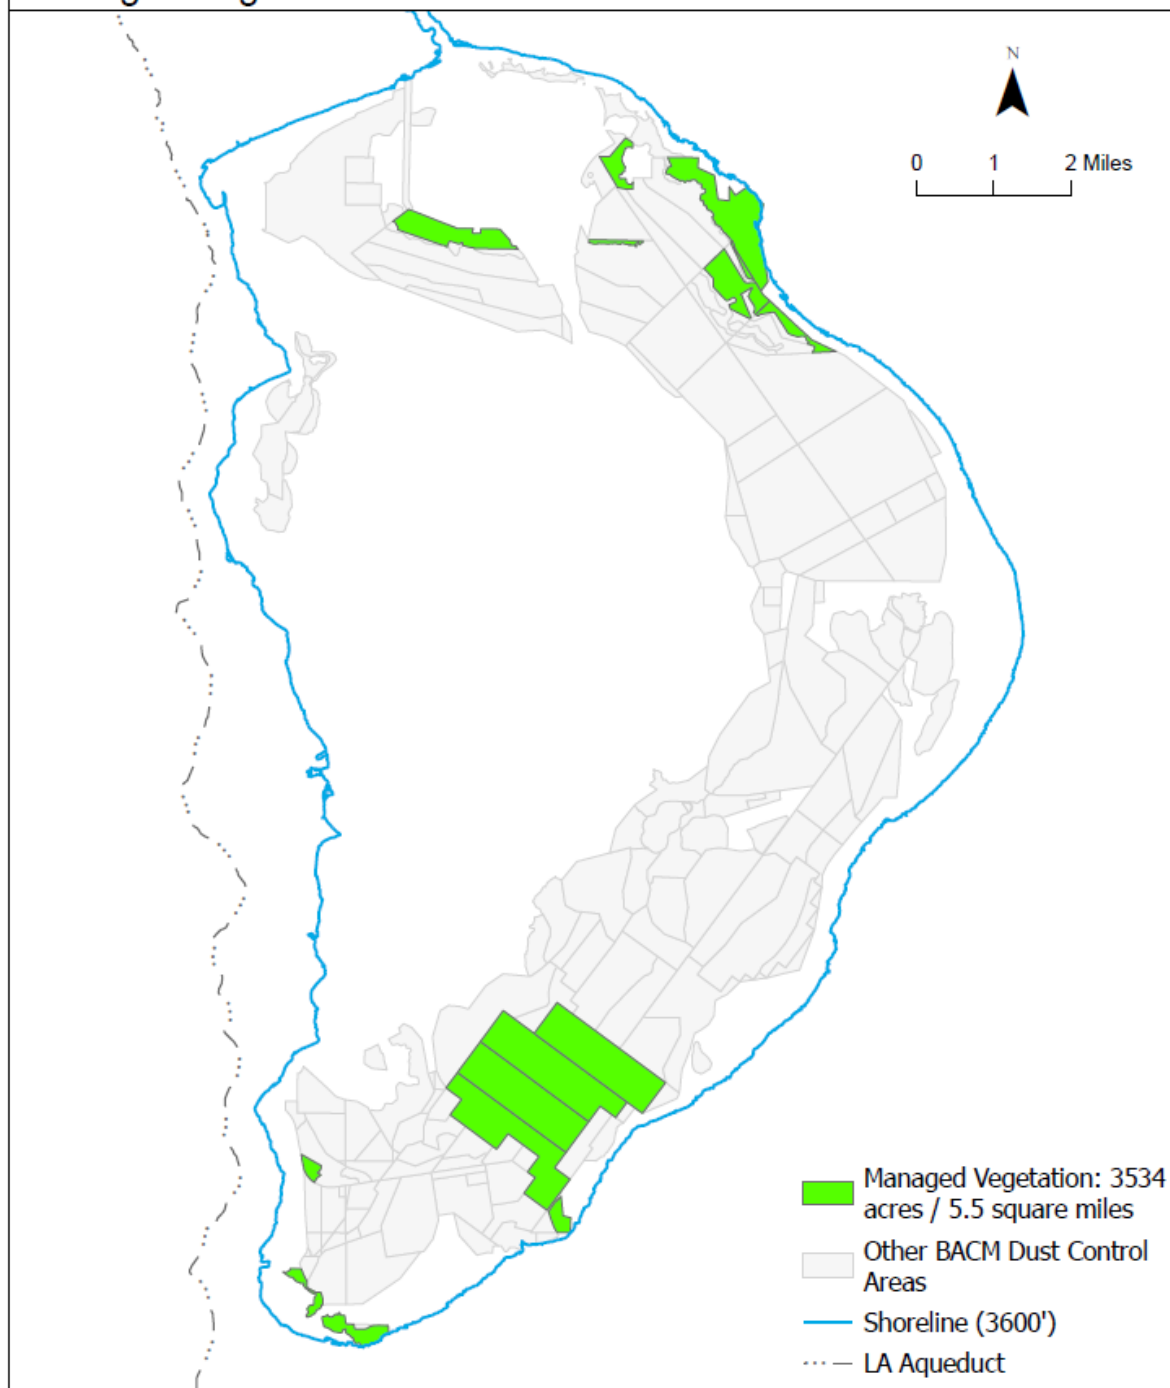 N
0 1 2 Miles
Managed Vegetation: 3534
acres / 5.5 square miles
Other BACM Dust Control
Areas
Shoreline (3600')
LA Aqueduct